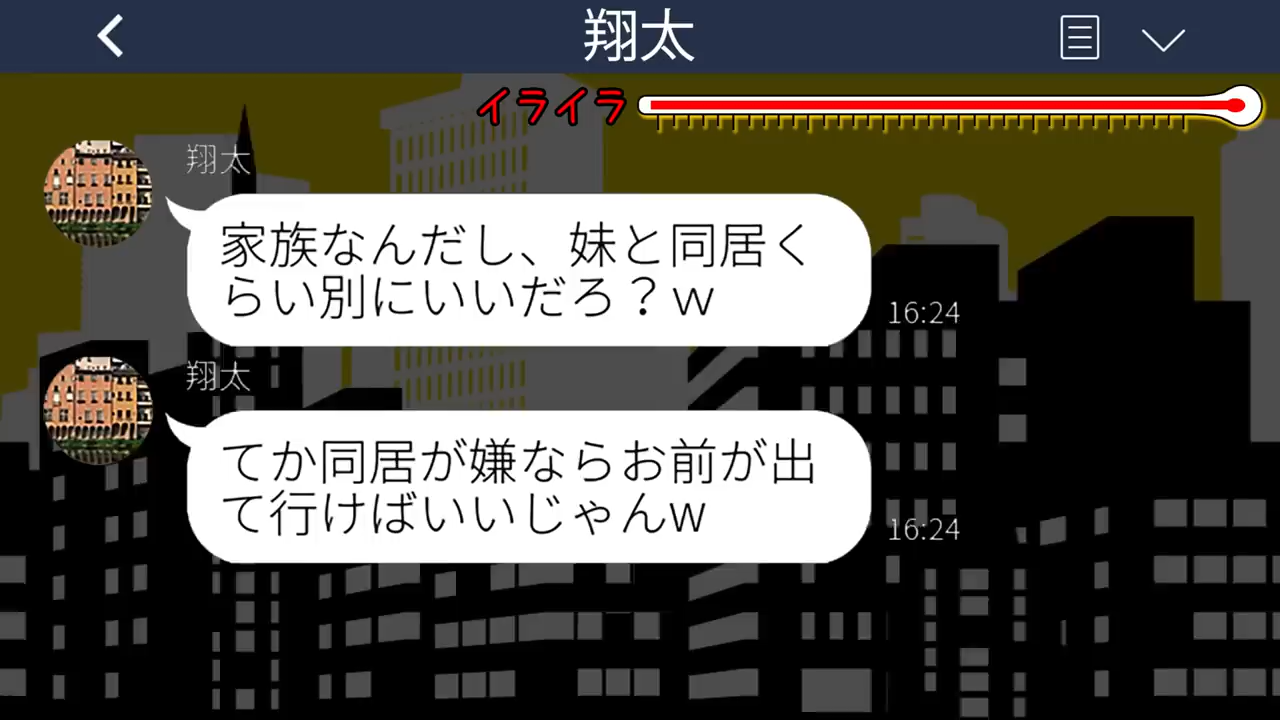 翔太
イライラ
翔太
家族なんだし、妹と同居く
らい別にいいだろ？ｗ
16:24
翔太
てか同居が嫌ならお前が出
て行けばいいじゃんw
16:24